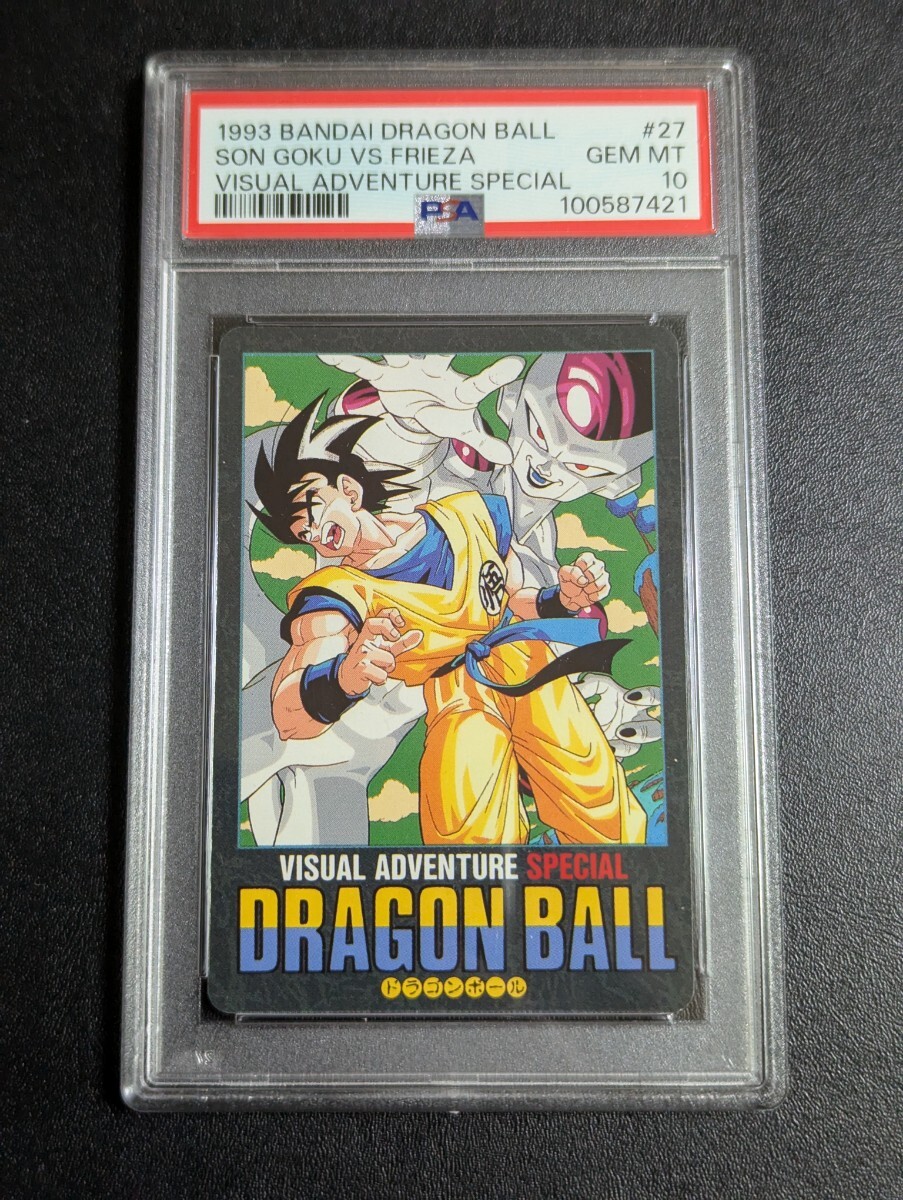 1993 BANDAI DRAGON BALL #27
SON GOKU VS FRIEZA GEM MT
VISUAL ADVENTURE SPECIAL 10
PSA 100587421
悟
VISUAL ADVENTURE SPECIAL
DRAGON BALL
ドラゴンボール